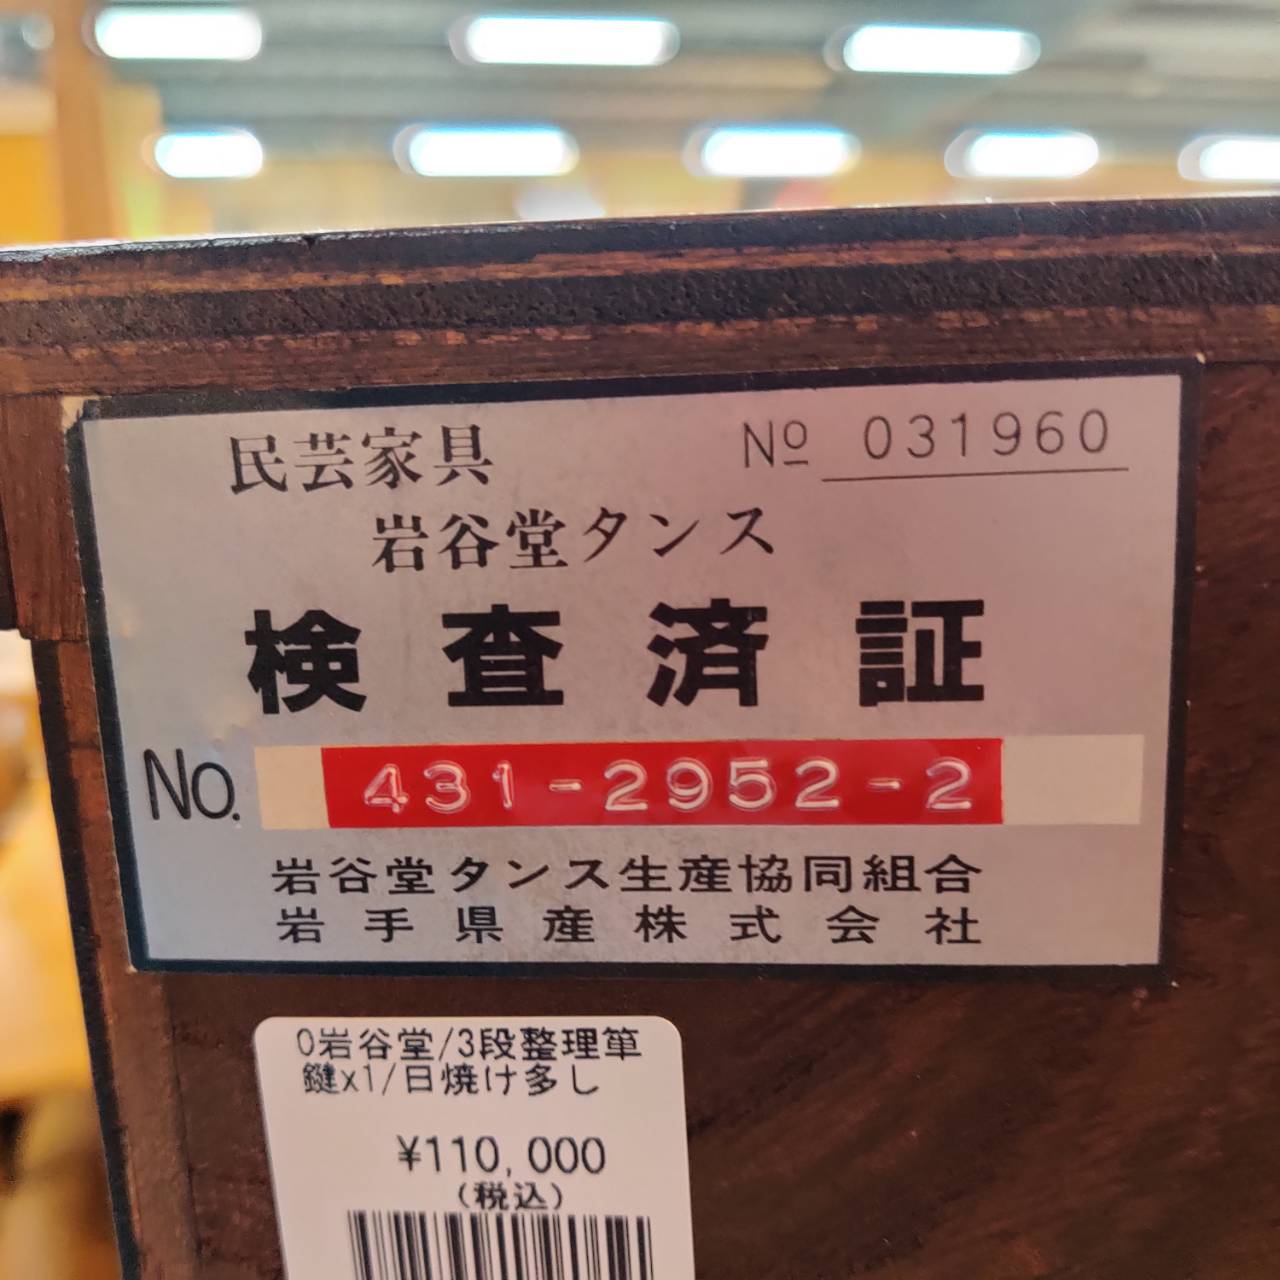 民芸家具
No 031960
岩谷堂タンス
検査済証
No. 431-2952-2
岩谷堂タンス生産協同組合
岩手県産株式会社
O岩谷堂/3段整理箪
鍵x1/日焼け多し
¥110,000
(税込)